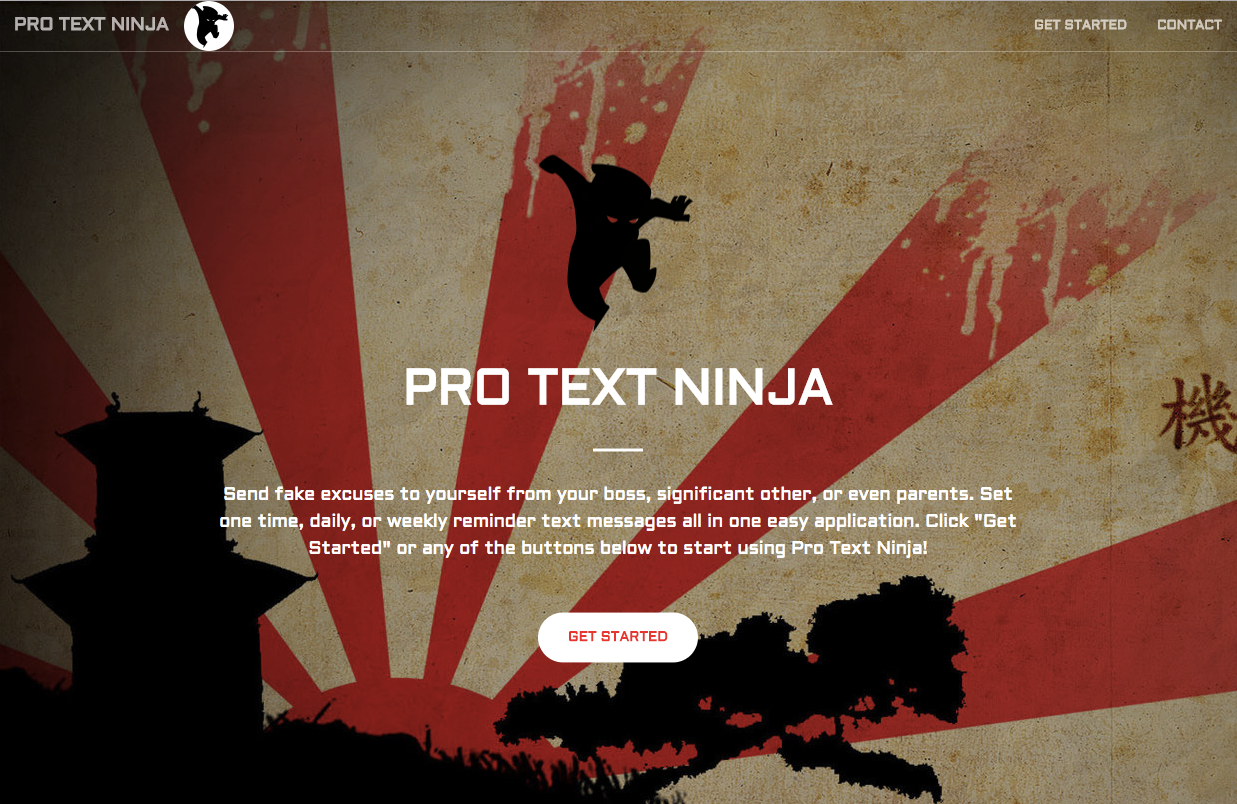 PRO TEXT NINJA
GET STARTED
CONTACT
機
PRO TEXT NINJA
Send fake excuses to yourself from your boss, significant other, or even parents. Set
one time, daily, or weekly reminder text messages all in one easy application. Click "Get
Started" or any of the buttons below to start using Pro Text Ninja!
GET STARTED